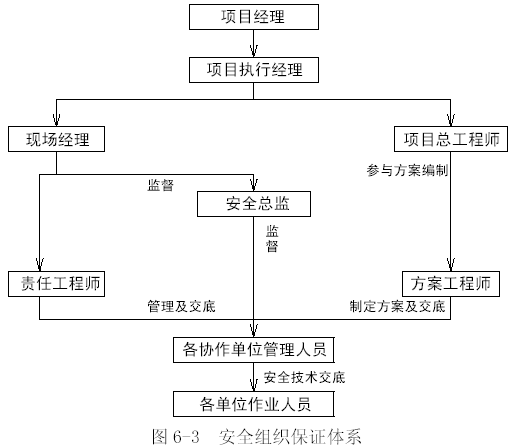 项目经理
项目执行经理
现场经理
项目总工程师
参与方案编制
监督
安全总监
监督
责任工程师
方案工程师
管理及交底
制定方案及交底
各协作单位管理人员
安全技术交底
各单位作业人员
图 6-3 安全组织保证体系